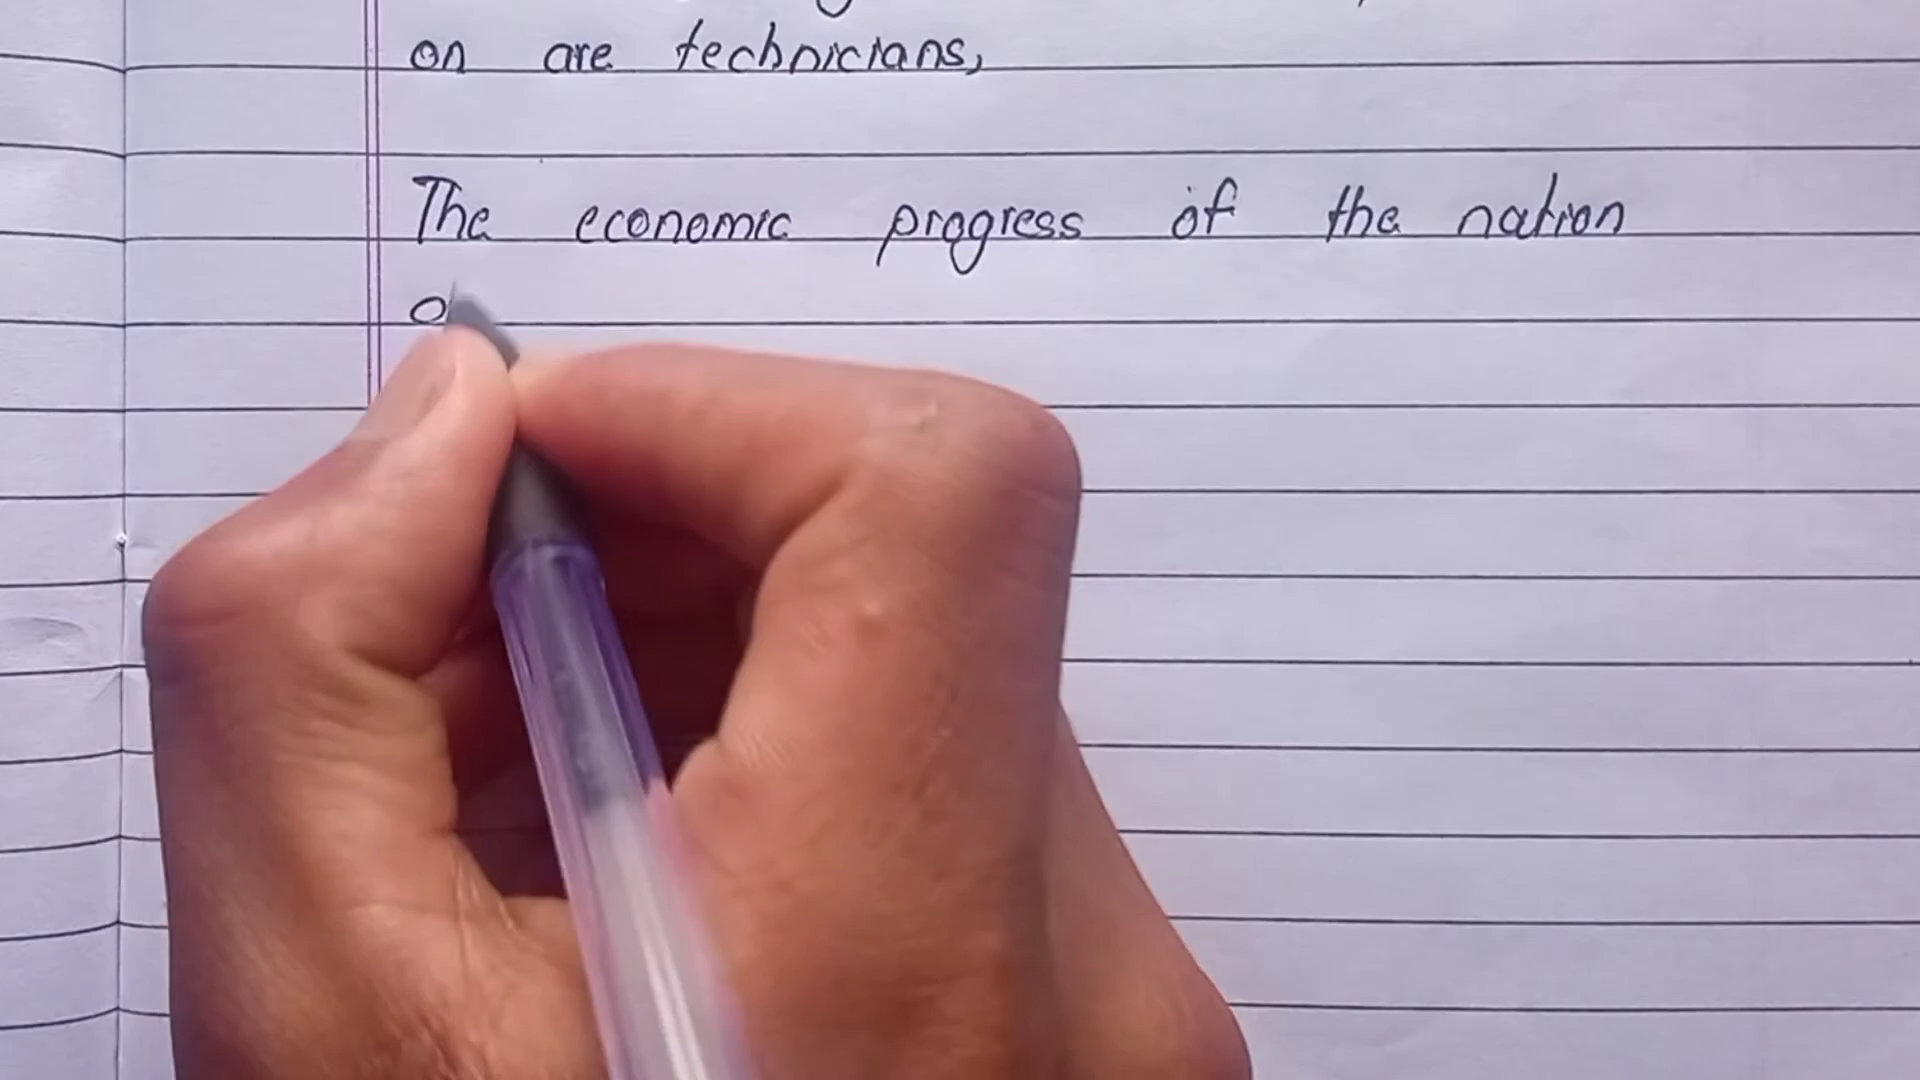 on are technicians,
The economic progress of the nation